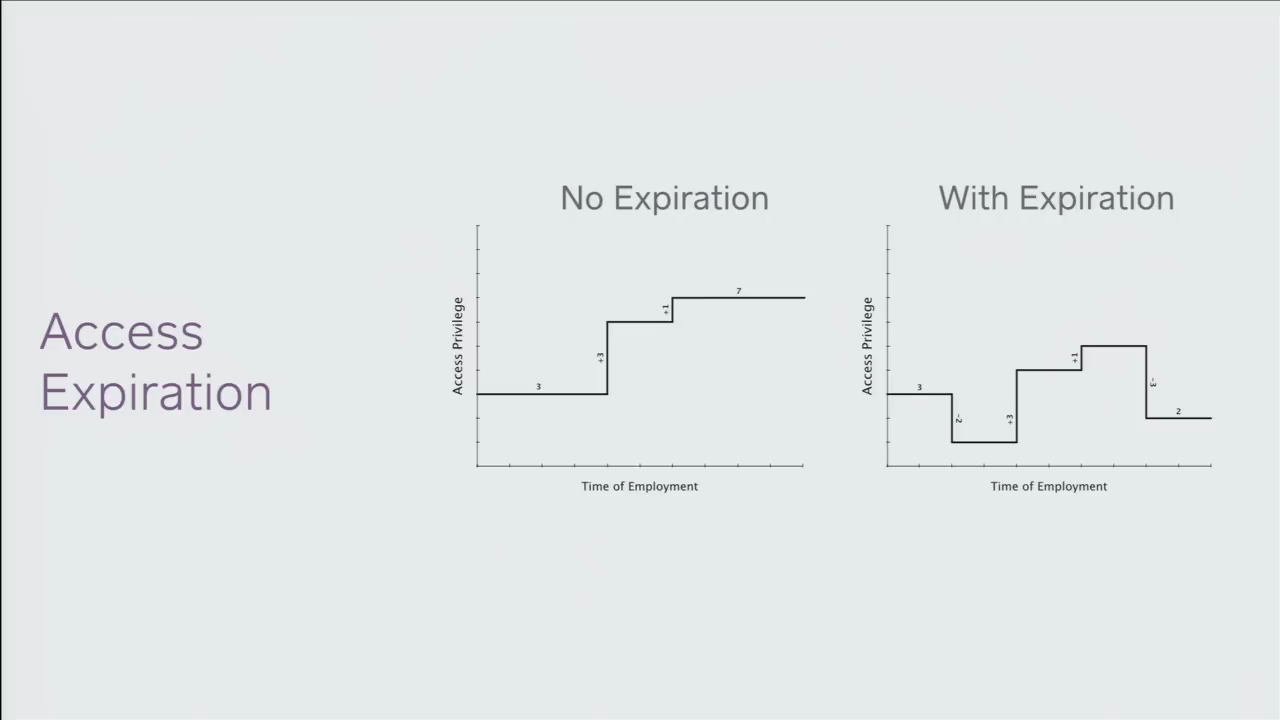 Access
Expiration
No Expiration
Access Privilege
3
+3
+1
7
Time of Employment
With Expiration
Access Privilege
3
-2
+3
+1
-3
2
Time of Employment